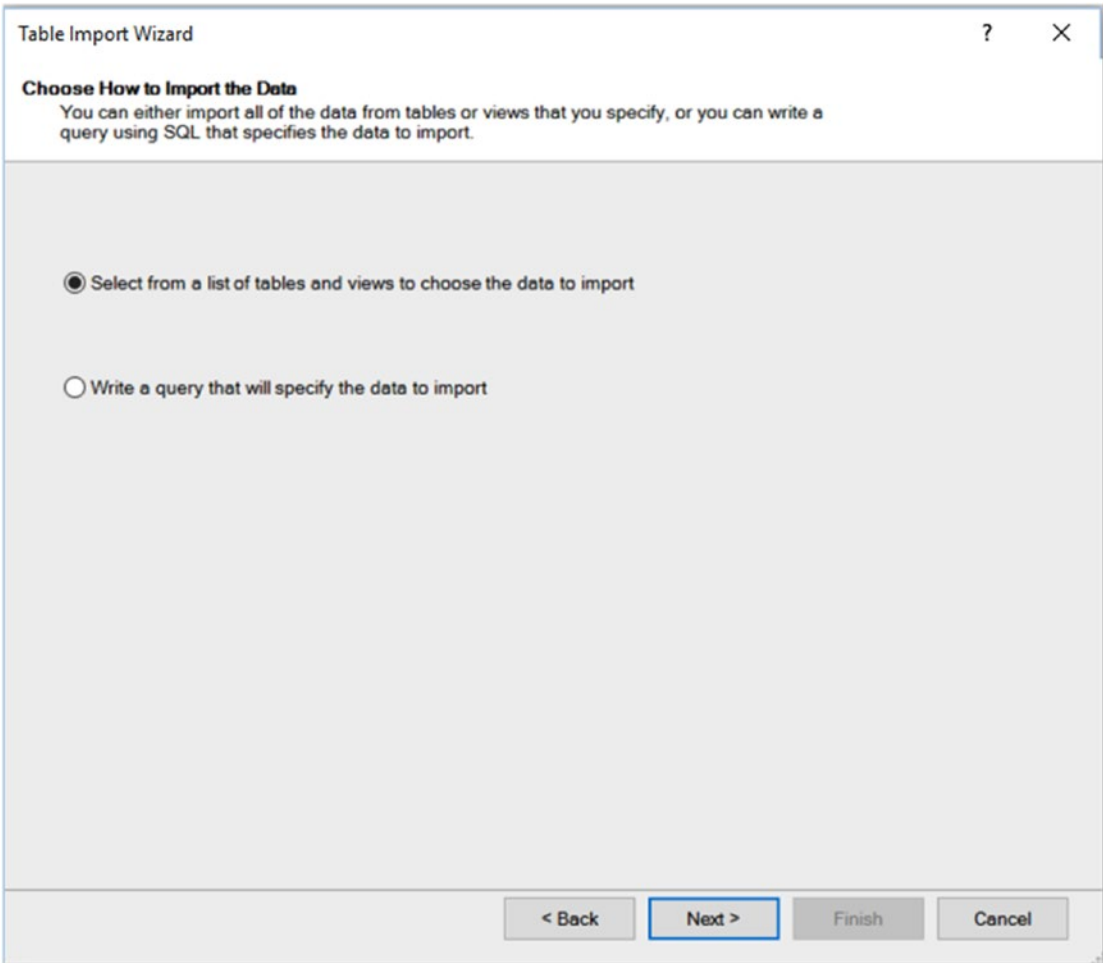 Table Import Wizard ?
Choose How to Import the Data
You can either import all of the data from tables or views that you specify, or you can write a
query using SQL that specifies the data to import.
Select from a list of tables and views to choose the data to import
Write a query that will specify the data to import
< Back Next > Finish Cancel